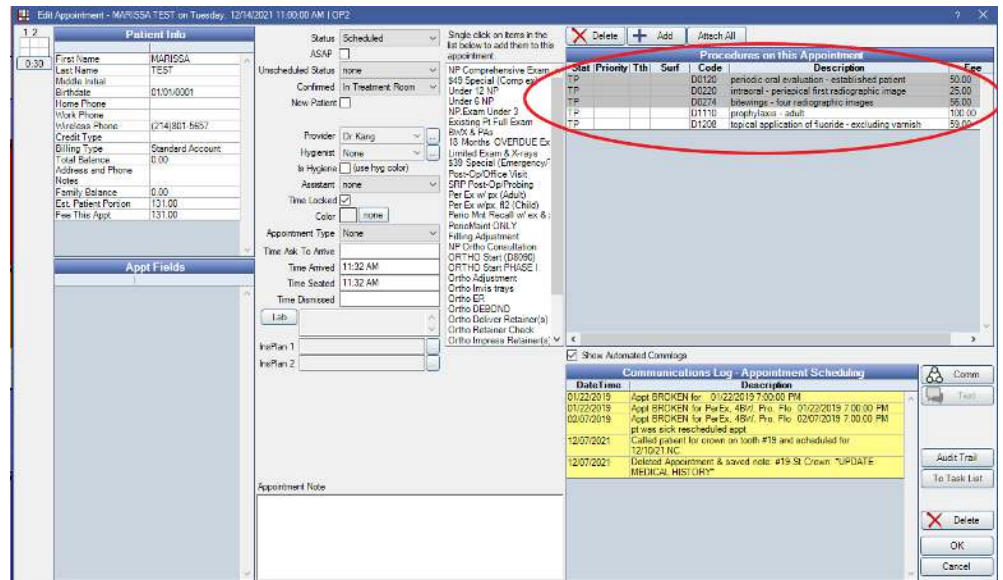 Edit Appointment - MARISSA TEST on Tuesday, 12/14/2021 11:00:00 AM | OP2
? X
1 2
0:30
Patient Info
First Name MARISSA
Last Name TEST
Middle Initial
Birthdate 01/01/0001
Home Phone
Work Phone
Wireless Phone (214)801-5657
Credit Type
Billing Type Standard Account
Total Balance 0.00
Address and Phone
Notes
Family Balance 0.00
Est. Patient Portion 131.00
Fee This Appt 131.00
Appt Fields
Status Scheduled
ASAP
Unscheduled Status none
Confirmed In Treatment Room
New Patient
Provider Dr Kang ...
Hygienist None ...
Is Hygiene (use hyg color)
Assistant none
Time Locked
Color none
Appointment Type None
Time Ask To Arrive
Time Arrived 11:32 AM
Time Seated 11:32 AM
Time Dismissed
Lab
InsPlan 1 ...
InsPlan 2 ...
Appointment Note
Single click on items in the
list below to add them to this
appointment.
NP Comprehensive Exam
$49 Special (Comp ex)
Under 12 NP
Under 6 NP
NP.Exam Under 3
Existing Pt Full Exam
BWX & PAs
18 Months OVERDUE Ex
Limited Exam & X-rays
$39 Special (Emergency/
Post-Op/Office Visit
SRP Post-Op/Probing
Per Ex w/ px (Adult)
Per Ex w/px. fl2 (Child)
Perio Mnt Recall w/ ex &
PerioMaint ONLY
Filling Adjustment
NP Ortho Consultation
ORTHO Start (D8090)
ORTHO Start PHASE I
Ortho Adjustment
Ortho Invis trays
Ortho ER
Ortho DEBOND
Ortho Deliver Retainer(s)
Ortho Retainer Check
Ortho Impress Retainer(s)
Delete Add Attach All
Procedures on this Appointment
Stat Priority Tth Surf Code Description Fee
TP D0120 periodic oral evaluation - established patient 50.00
TP D0220 intraoral - periapical first radiographic image 25.00
TP D0274 bitewings - four radiographic images 56.00
TP D1110 prophylaxis - adult 100.00
TP D1208 topical application of fluoride - excluding varnish 59.00
Show Automated Commlogs
Communications Log - Appointment Scheduling
DateTime Description
01/22/2019 Appt BROKEN for 01/22/2019 7:00:00 PM
01/22/2019 Appt BROKEN for PerEx, 4BW, Pro, Flo 01/22/2019 7:00:00 PM
02/07/2019 Appt BROKEN for PerEx, 4BW, Pro, Flo 02/07/2019 7:00:00 PM
pt was sick rescheduled appt
12/07/2021 Called patient for crown on tooth #19 and scheduled for
12/10/21.NC
12/07/2021 Deleted Appointment & saved note: #19-St Crown. *UPDATE
MEDICAL HISTORY*
Comm
Text
Audit Trail
To Task List
Delete
OK
Cancel